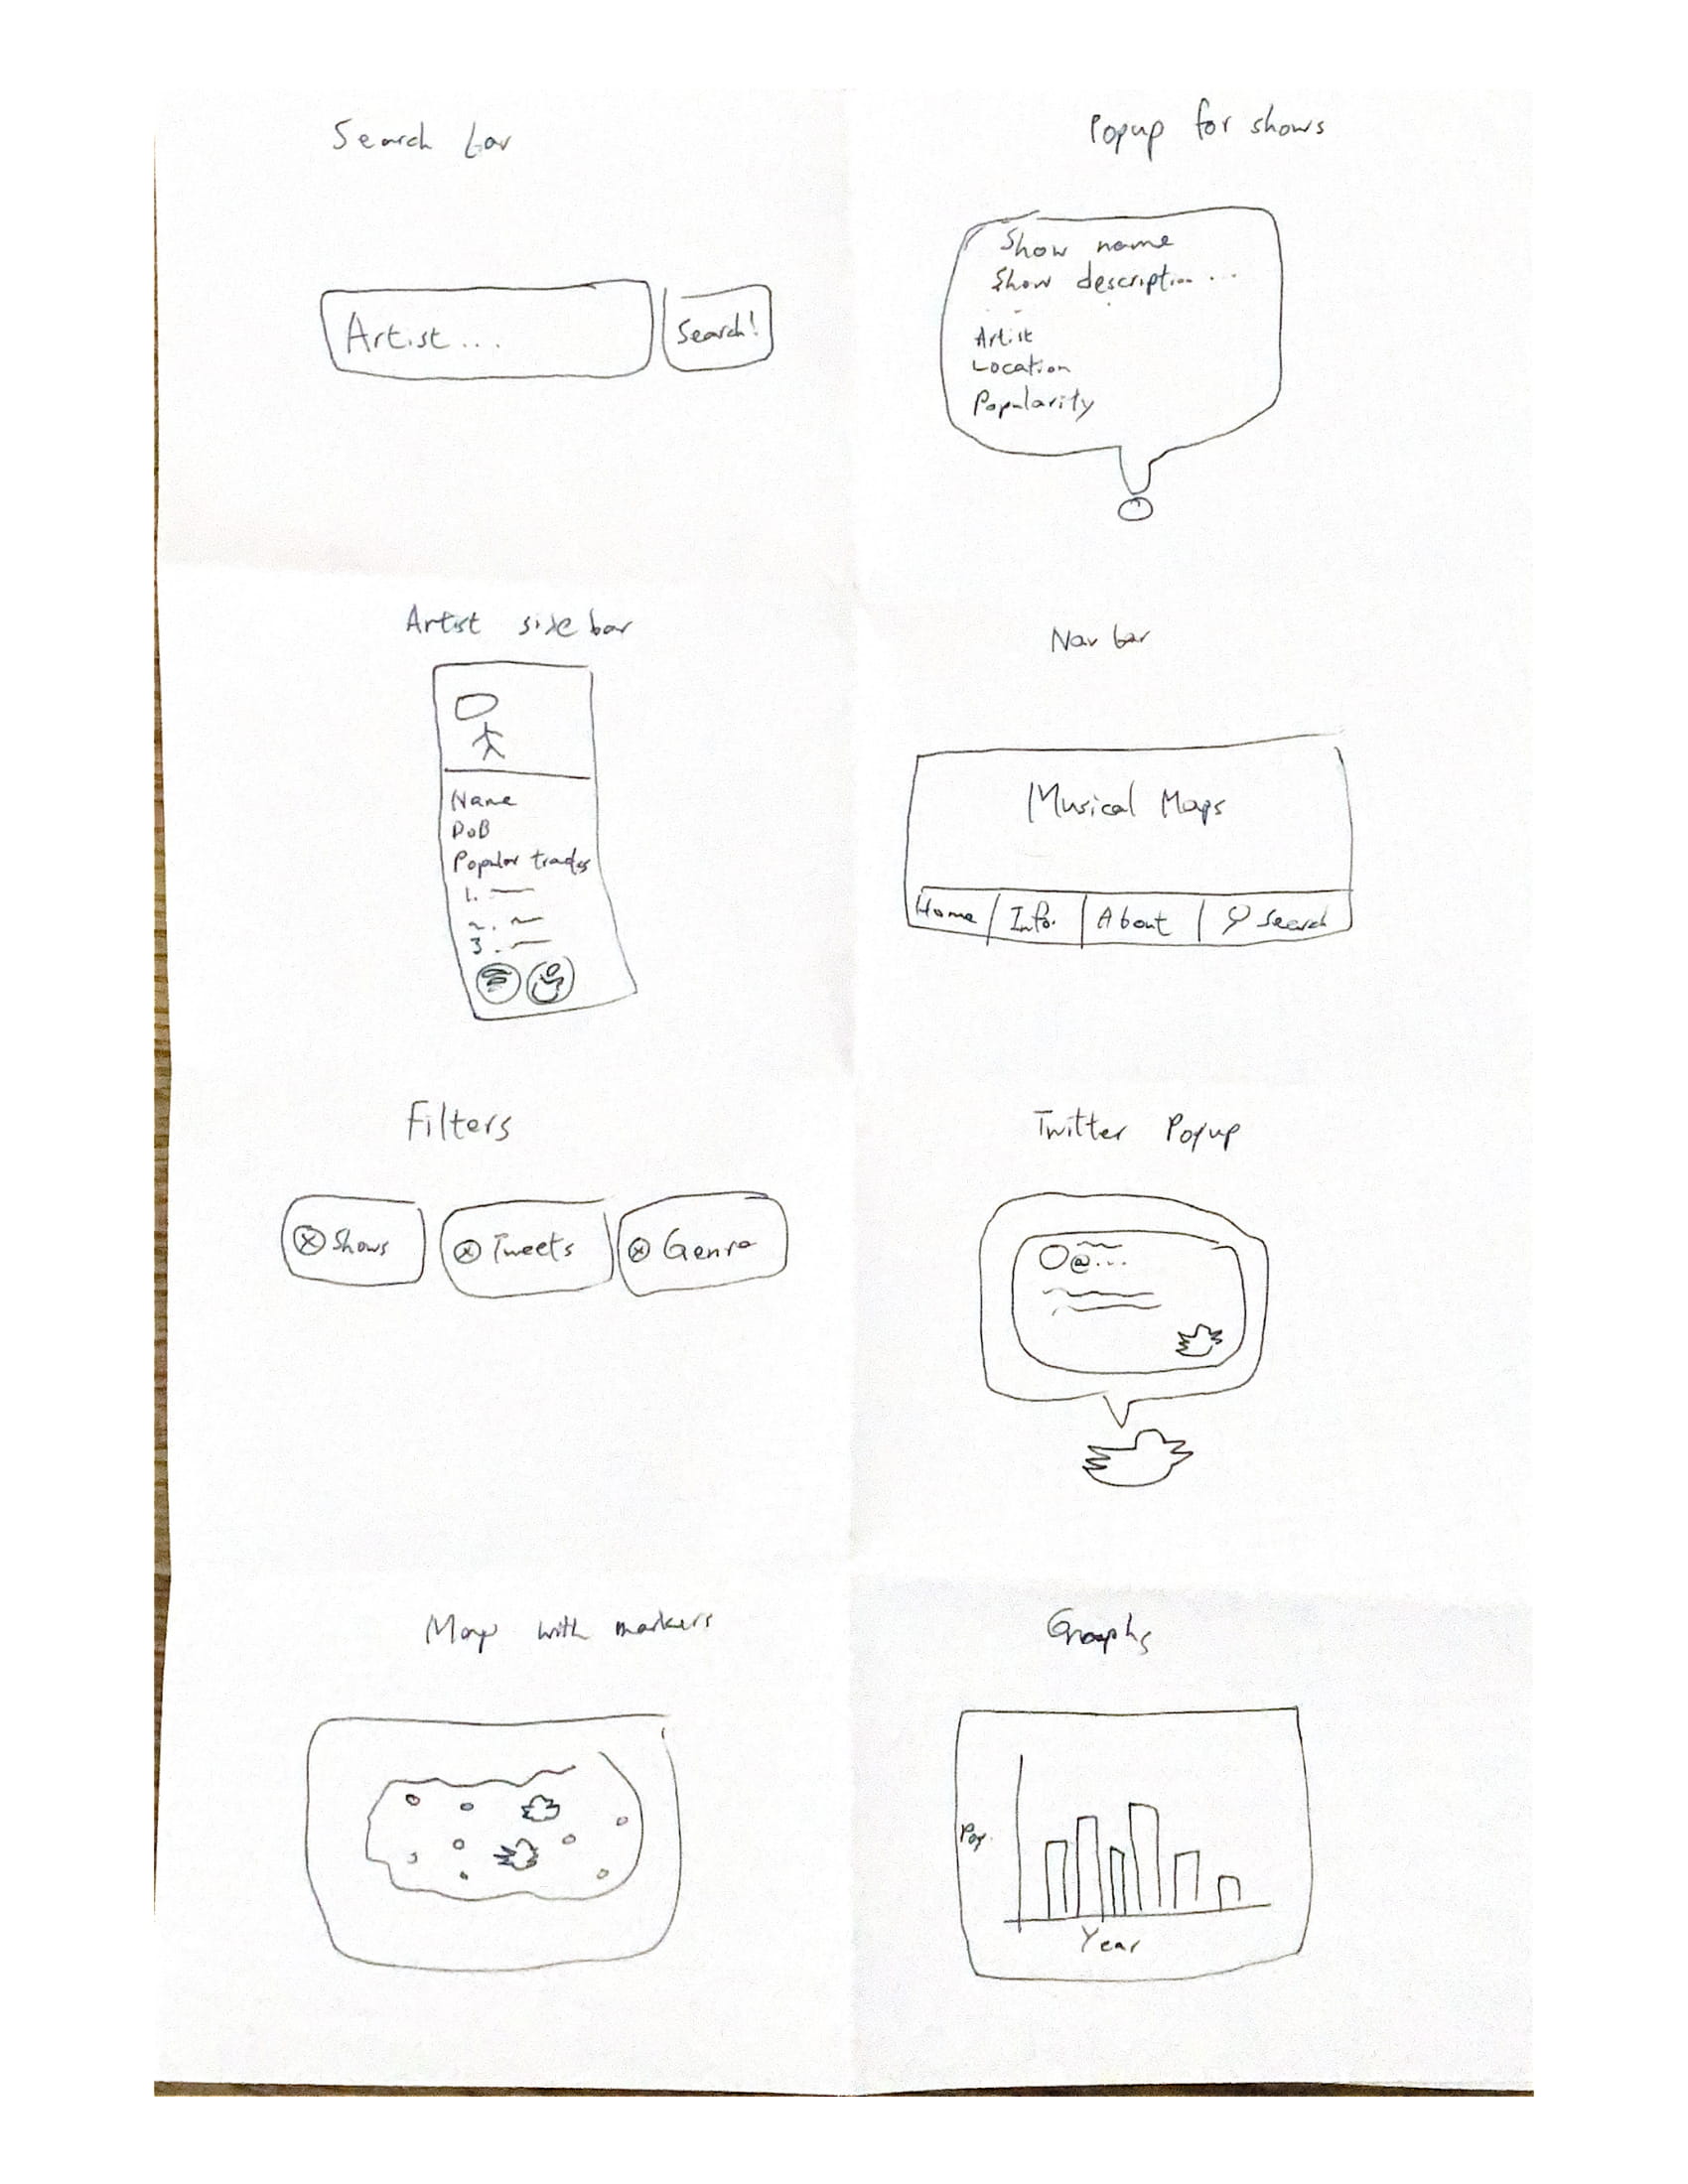 Search bar
Artist...
Search!
Popup for shows
Show name
Show description...
Artist
Location
Popularity
Artist sidebar
Name
DoB
Popular tracks
1.
2.
3.
Nav bar
Musical Maps
Home
Info.
About
Search
Filters
Shows
Tweets
Genre
Twitter Popup
@...
Map with markers
Graphs
Pop.
Year